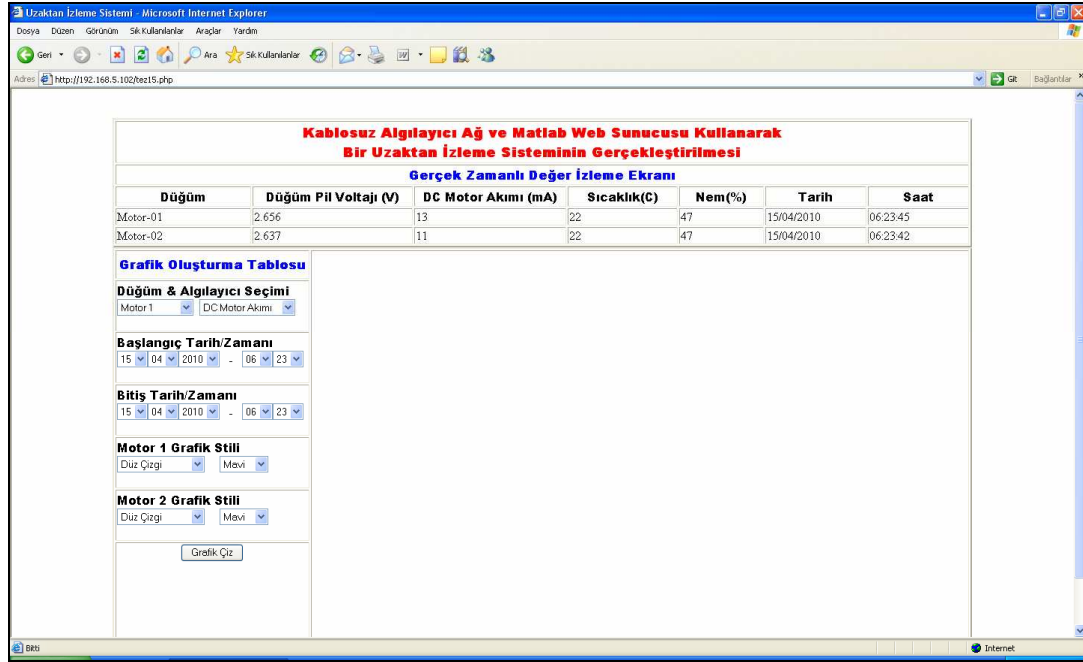 Uzaktan İzleme Sistemi - Microsoft Internet Explorer
Dosya Düzen Görünüm Sık Kullanılanlar Araçlar Yardım
Geri Ara Sık Kullanılanlar
Adres http://192.168.5.102/tez15.php Git Bağlantılar »
Kablosuz Algılayıcı Ağ ve Matlab Web Sunucusu Kullanarak
Bir Uzaktan İzleme Sisteminin Gerçekleştirilmesi
Gerçek Zamanlı Değer İzleme Ekranı
Düğüm Düğüm Pil Voltajı (V) DC Motor Akımı (mA) Sıcaklık(C) Nem(%) Tarih Saat
Motor-01 2.656 13 22 47 15/04/2010 06:23:45
Motor-02 2.637 11 22 47 15/04/2010 06:23:42
Grafik Oluşturma Tablosu
Düğüm & Algılayıcı Seçimi
Motor 1 DC Motor Akımı
Başlangıç Tarih/Zamanı
15 04 2010 - 06 23
Bitiş Tarih/Zamanı
15 04 2010 - 06 23
Motor 1 Grafik Stili
Düz Çizgi Mavi
Motor 2 Grafik Stili
Düz Çizgi Mavi
Grafik Çiz
Bitti Internet